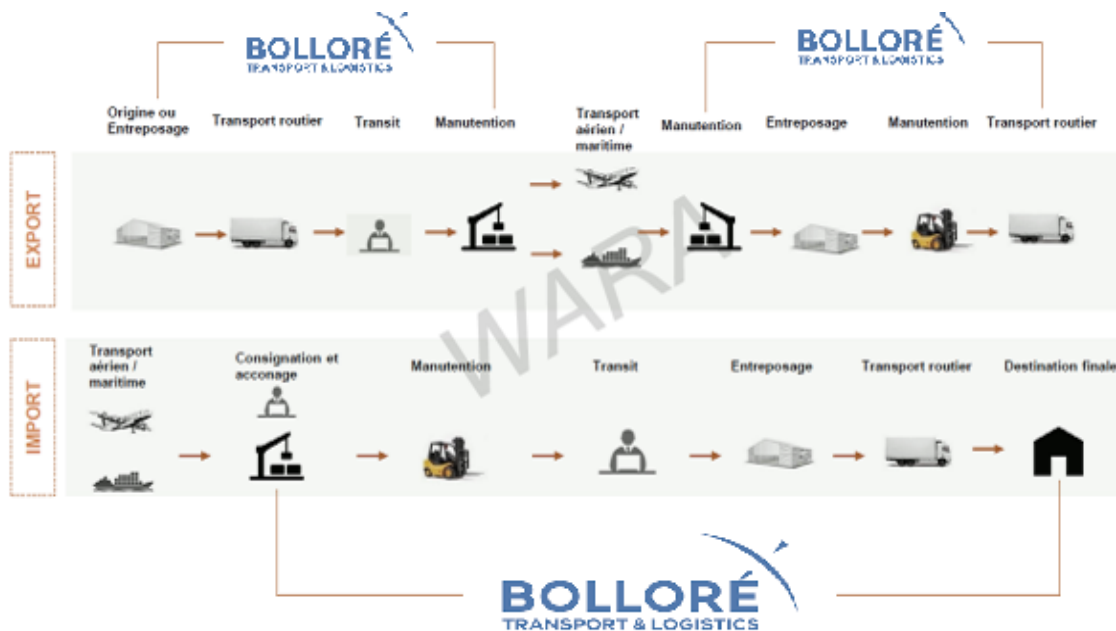 BOLLORÉ
TRANSPORT & LOGISTICS
BOLLORÉ
TRANSPORT & LOGISTICS
Origine ou
Entreposage
Transport routier
Transit
Manutention
Transport
aérien /
maritime
Manutention
Entreposage
Manutention
Transport routier
EXPORT
WARA
IMPORT
Transport
aérien /
maritime
Consignation et
acconage
Manutention
Transit
Entreposage
Transport routier
Destination finale
BOLLORÉ
TRANSPORT & LOGISTICS